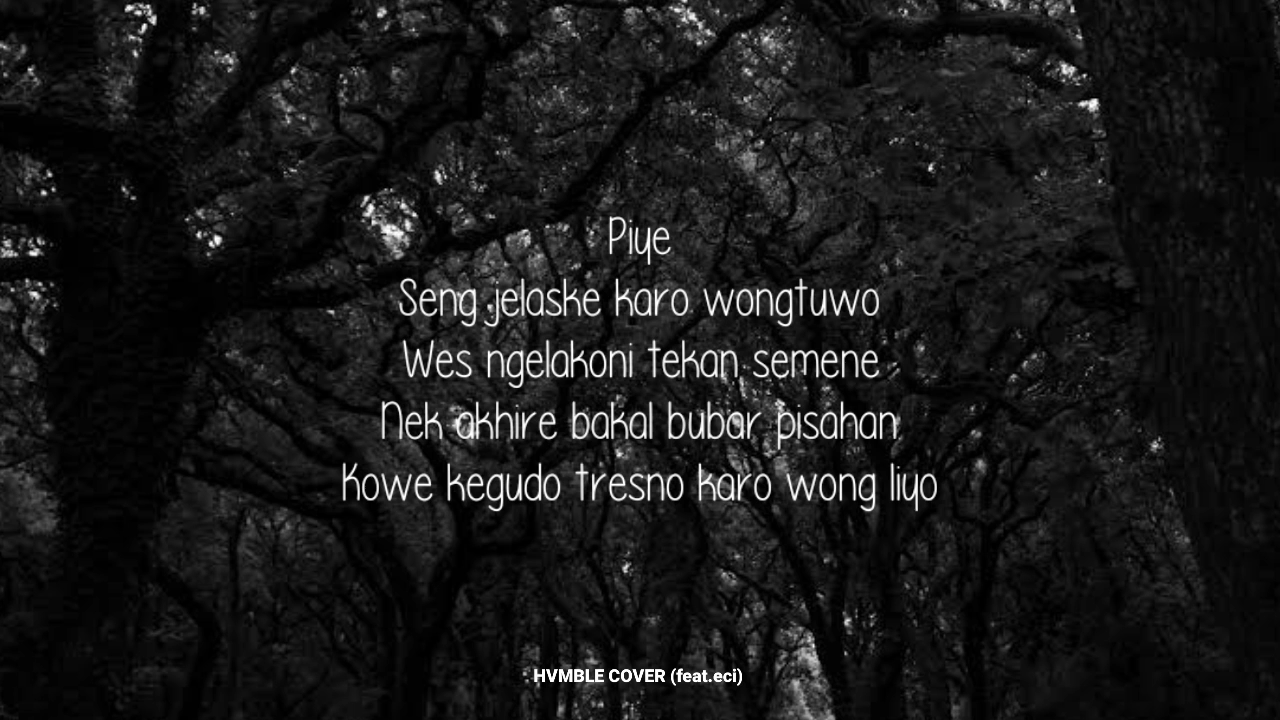 Piye
Seng jelaske karo wongtuwo
Wes ngelakoni tekan semene
Nek akhire bakal bubar pisahan
Kowe kegudo tresno karo wong liyo
HVMBLE COVER (feat.eci)